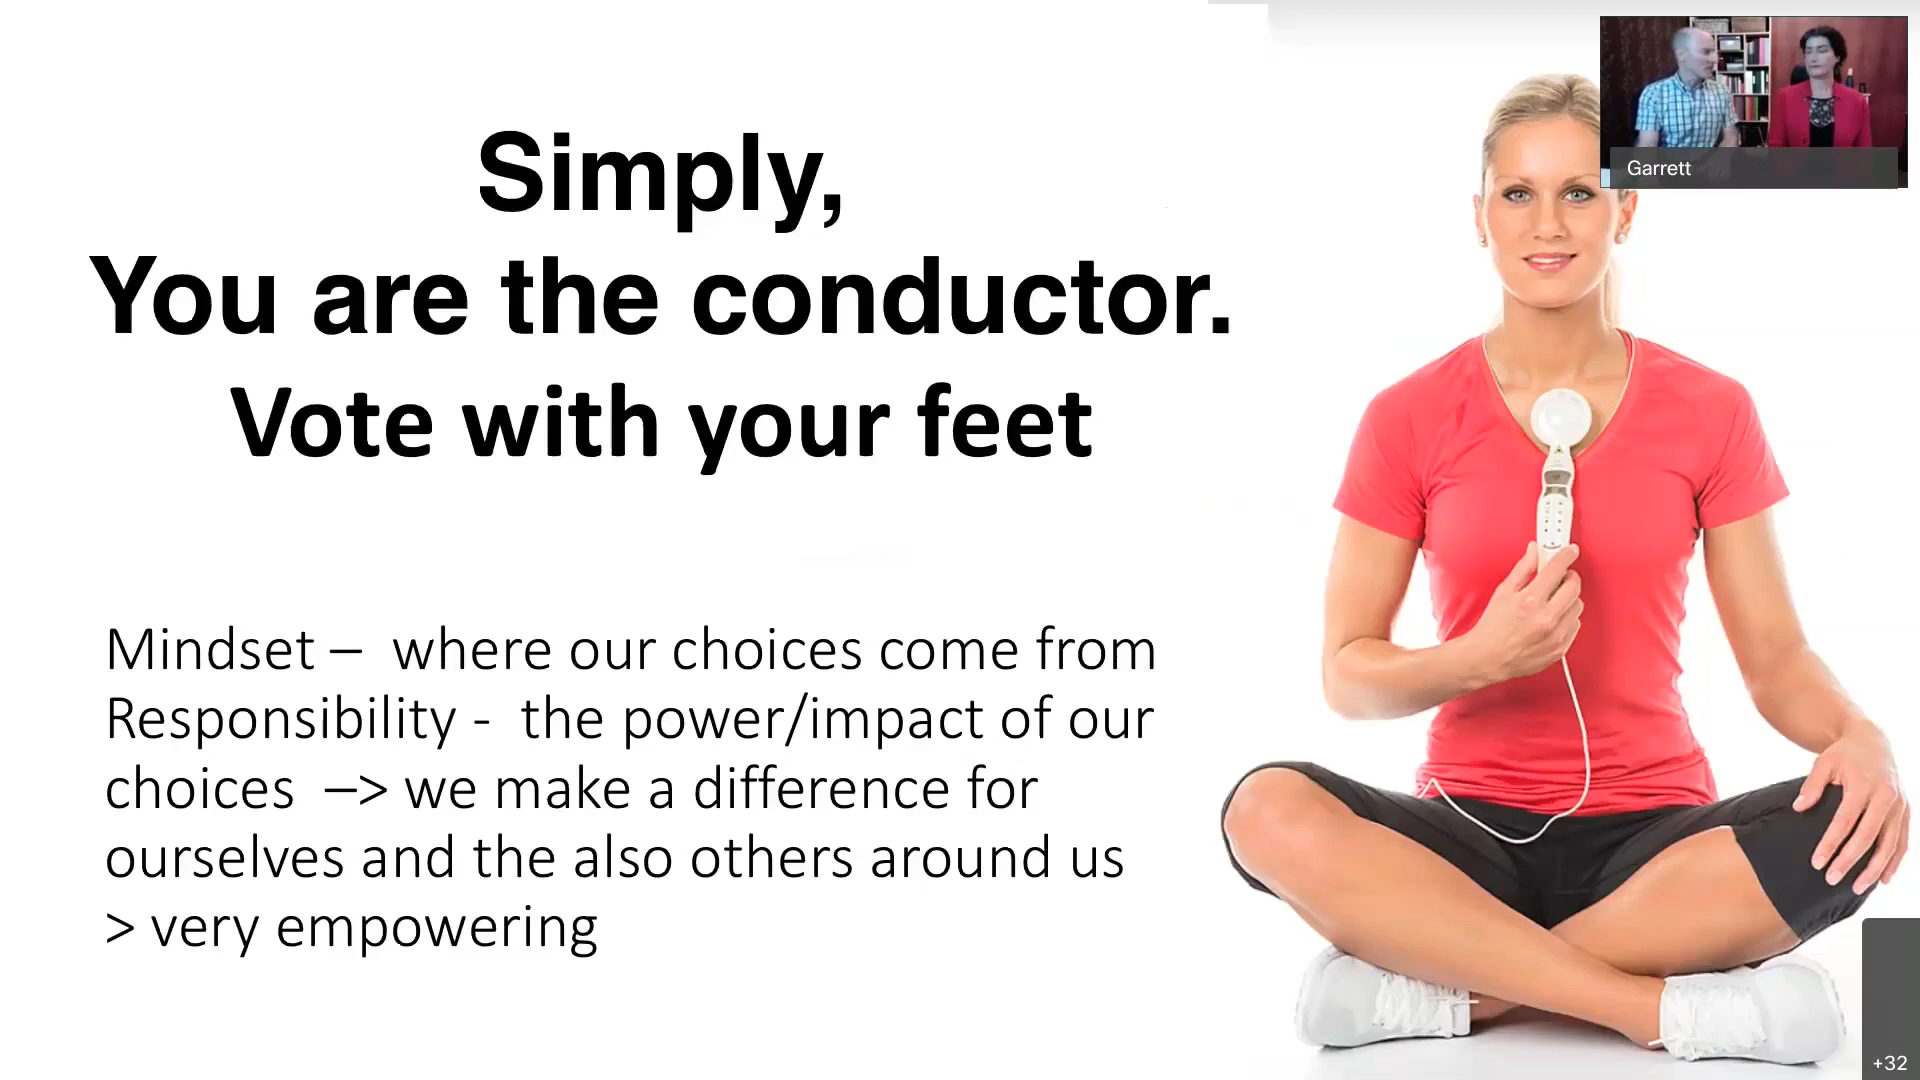 Simply,
You are the conductor.
Vote with your feet
Mindset – where our choices come from
Responsibility - the power/impact of our
choices –> we make a difference for
ourselves and the also others around us
> very empowering
Garrett
+32